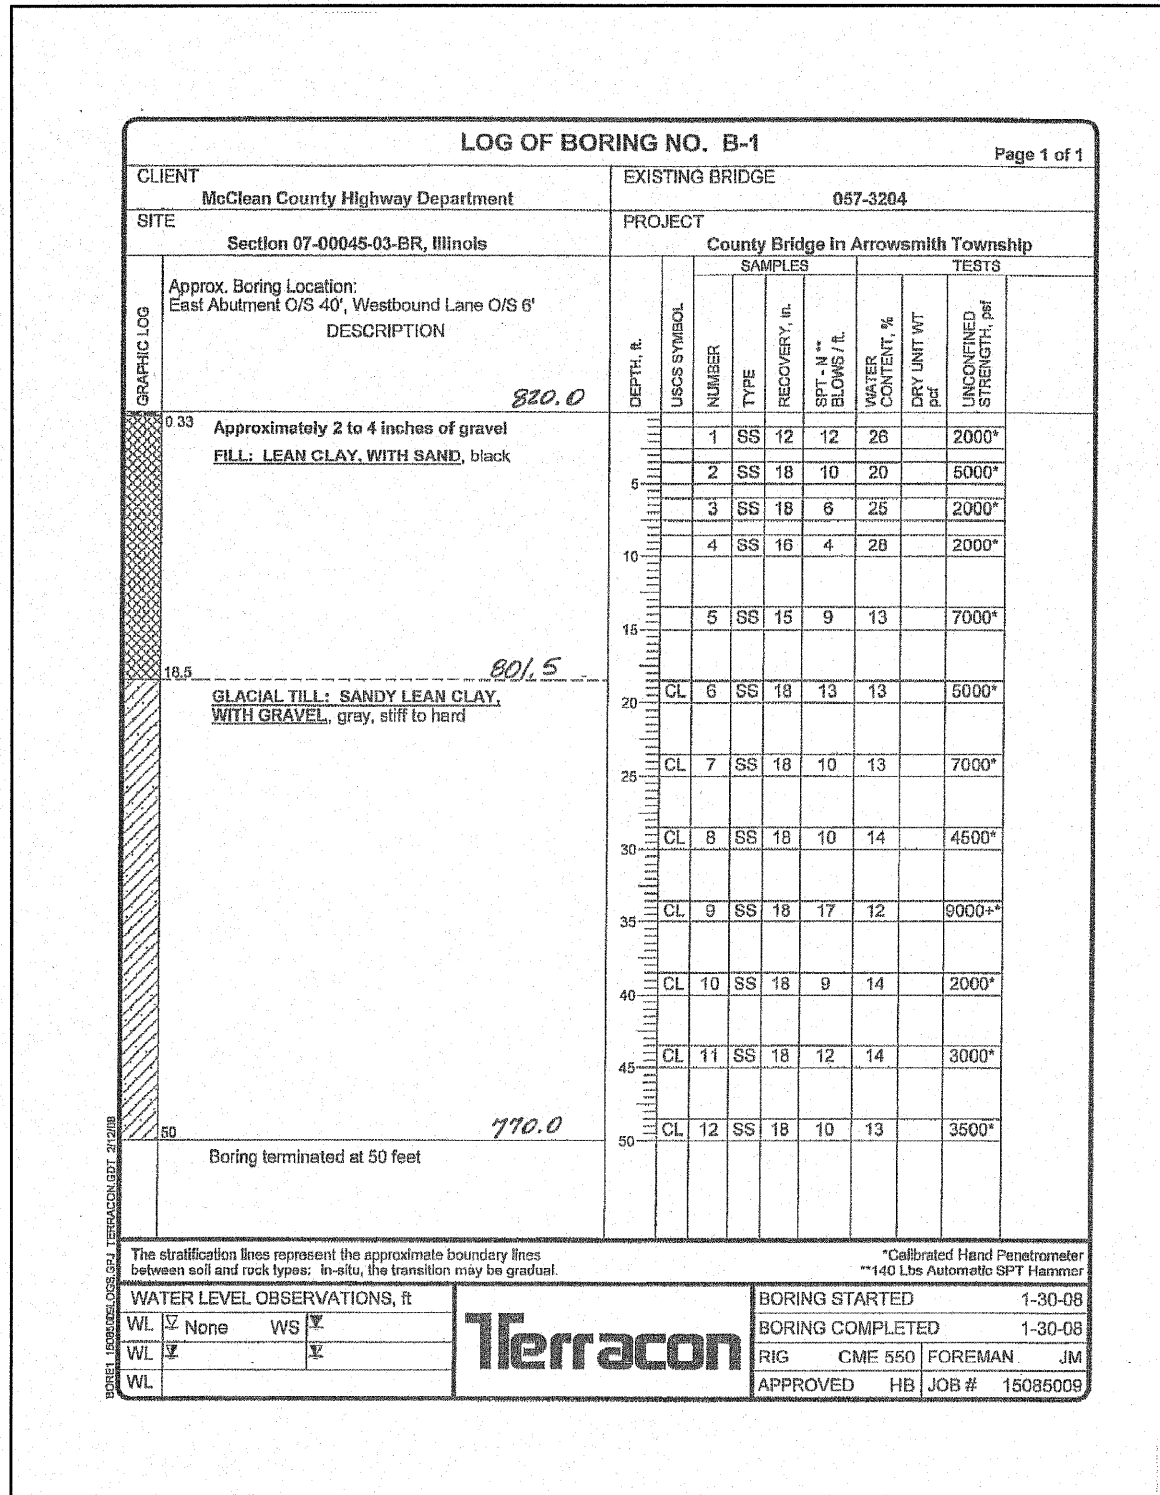 LOG OF BORING NO. B-1
Page 1 of 1
CLIENT
McClean County Highway Department
EXISTING BRIDGE
057-3204
SITE
Section 07-00045-03-BR, Illinois
PROJECT
County Bridge in Arrowsmith Township
GRAPHIC LOG
Approx. Boring Location:
East Abutment O/S 40', Westbound Lane O/S 6'
DESCRIPTION
820.0
DEPTH, ft.
USCS SYMBOL
SAMPLES
NUMBER
TYPE
RECOVERY, in.
SPT - N **
BLOWS / ft.
TESTS
WATER
CONTENT, %
DRY UNIT WT
pcf
UNCONFINED
STRENGTH, psf
0.33 Approximately 2 to 4 inches of gravel
FILL: LEAN CLAY, WITH SAND, black
18.5 801.5
GLACIAL TILL: SANDY LEAN CLAY,
WITH GRAVEL, gray, stiff to hard
50 770.0
Boring terminated at 50 feet
1 SS 12 12 26 2000*
2 SS 18 10 20 5000*
5
3 SS 18 6 25 2000*
4 SS 16 4 28 2000*
10
5 SS 15 9 13 7000*
15
CL 6 SS 18 13 13 5000*
20
CL 7 SS 18 10 13 7000*
25
CL 8 SS 18 10 14 4500*
30
CL 9 SS 18 17 12 9000+*
35
CL 10 SS 18 9 14 2000*
40
CL 11 SS 18 12 14 3000*
45
CL 12 SS 18 10 13 3500*
50
The stratification lines represent the approximate boundary lines
between soil and rock types: in-situ, the transition may be gradual.
*Calibrated Hand Penetrometer
**140 Lbs Automatic SPT Hammer
WATER LEVEL OBSERVATIONS, ft
WL None WS
WL
WL
Terracon
BORING STARTED 1-30-08
BORING COMPLETED 1-30-08
RIG CME 550 FOREMAN JM
APPROVED HB JOB # 15085009
BORE1 15085009LOGS.GPJ TERRACON.GDT 2/12/08